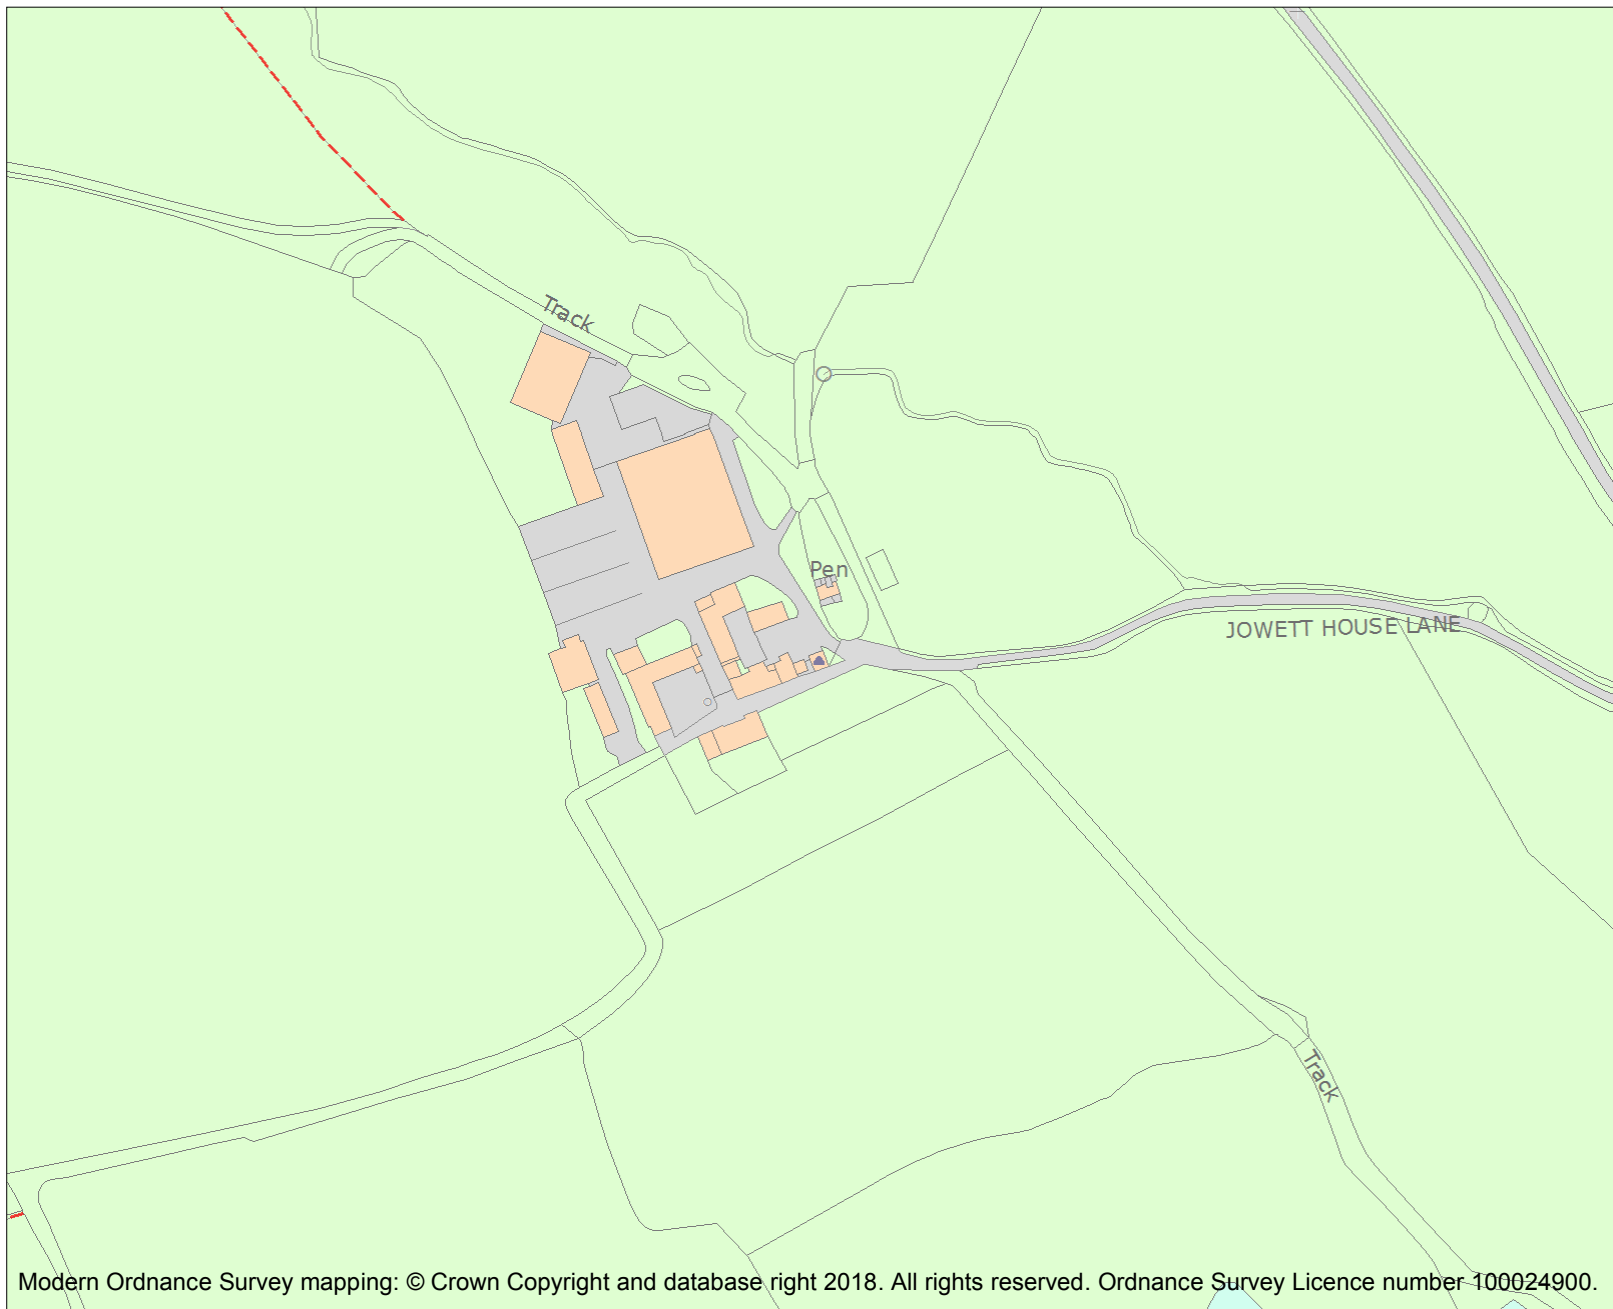 Track
Pen
JOWETT HOUSE LANE
Track
Modern Ordnance Survey mapping: © Crown Copyright and database right 2018. All rights reserved. Ordnance Survey Licence number 100024900.